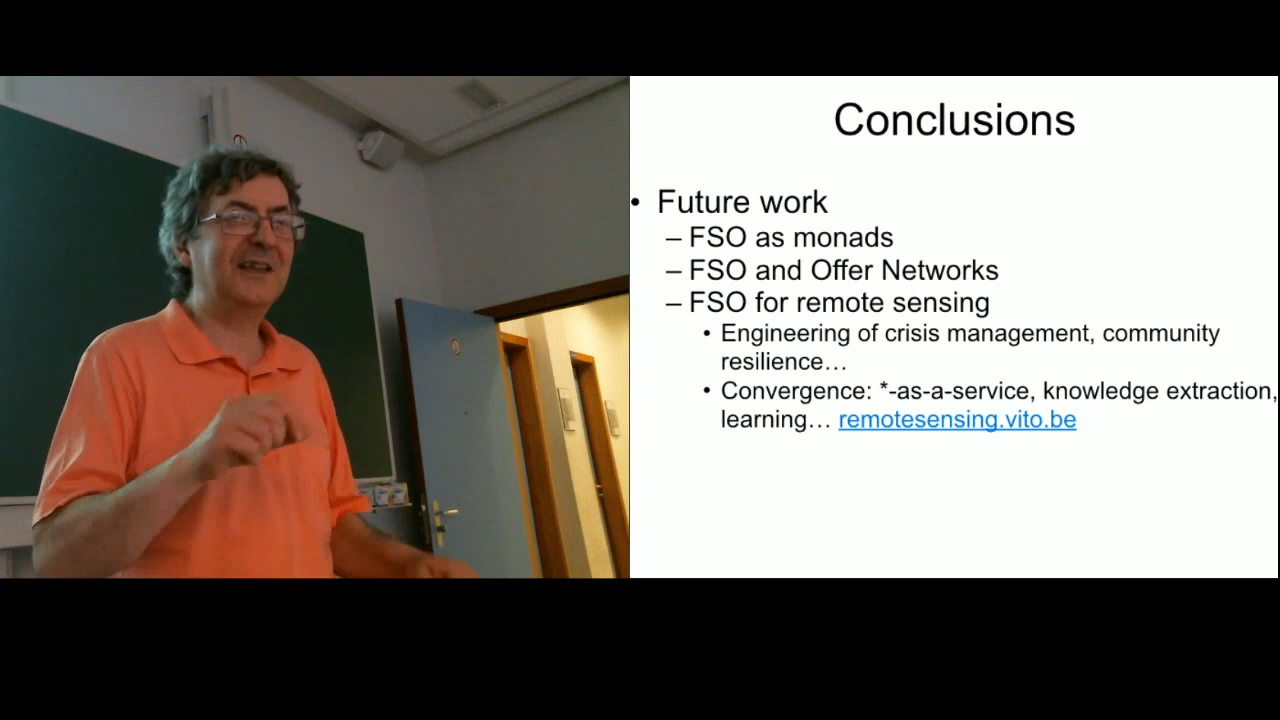 Conclusions
• Future work
– FSO as monads
– FSO and Offer Networks
– FSO for remote sensing
• Engineering of crisis management, community
resilience…
• Convergence: *-as-a-service, knowledge extraction,
learning… remotesensing.vito.be